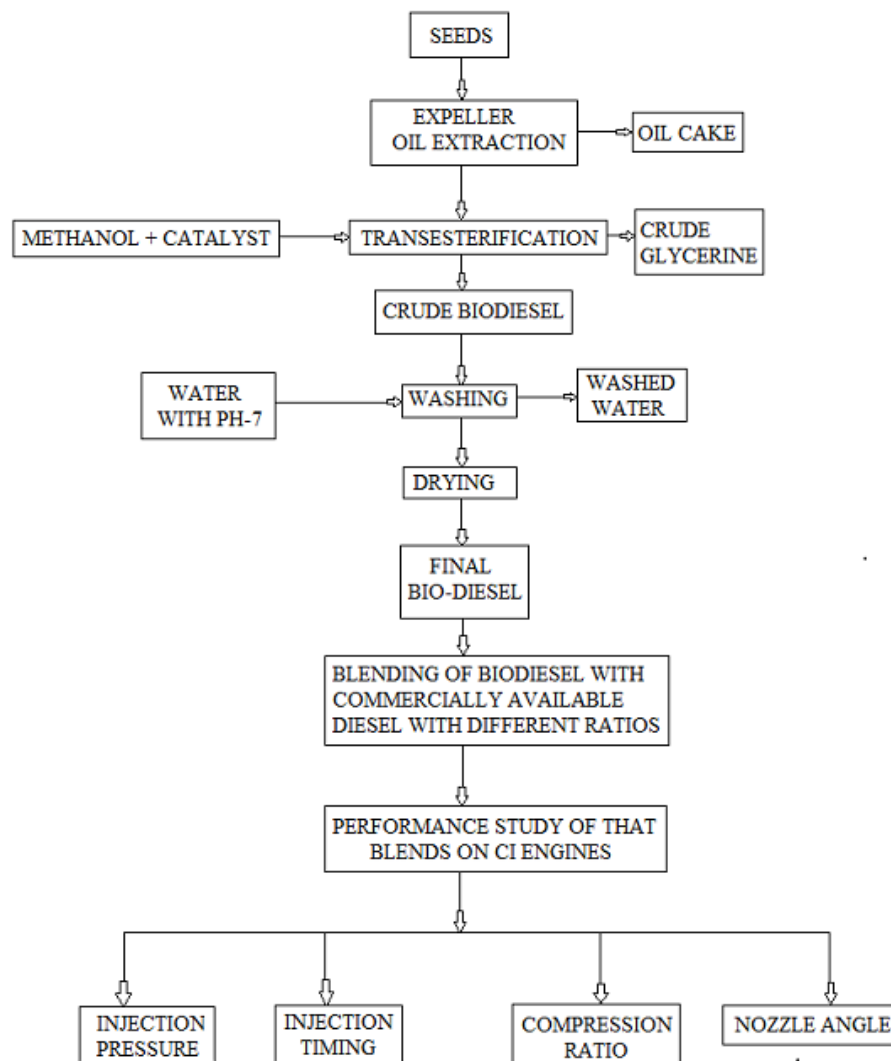 SEEDS
EXPELLER
OIL EXTRACTION
OIL CAKE
METHANOL + CATALYST
TRANSESTERIFICATION
CRUDE
GLYCERINE
CRUDE BIODIESEL
WATER
WITH PH-7
WASHING
WASHED
WATER
DRYING
FINAL
BIO-DIESEL
BLENDING OF BIODIESEL WITH
COMMERCIALLY AVAILABLE
DIESEL WITH DIFFERENT RATIOS
PERFORMANCE STUDY OF THAT
BLENDS ON CI ENGINES
INJECTION
PRESSURE
INJECTION
TIMING
COMPRESSION
RATIO
NOZZLE ANGLE